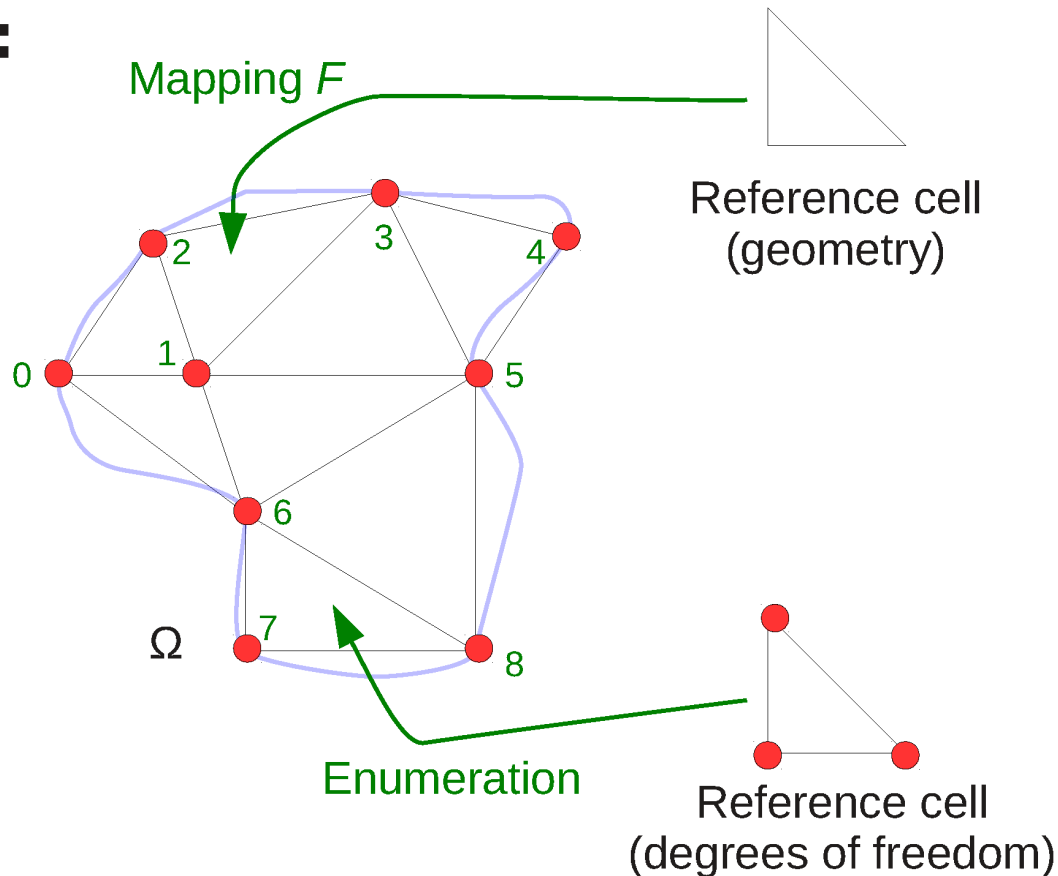 :
Mapping F
Reference cell
(geometry)
2
3
4
1
0
5
6
7
Ω
8
Enumeration
Reference cell
(degrees of freedom)